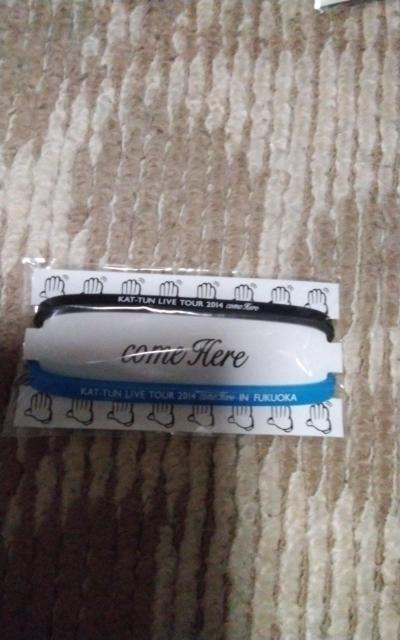 KAT-TUN LIVE TOUR 2014 come Here
come Here
KAT-TUN LIVE TOUR 2014 come Here IN FUKUOKA